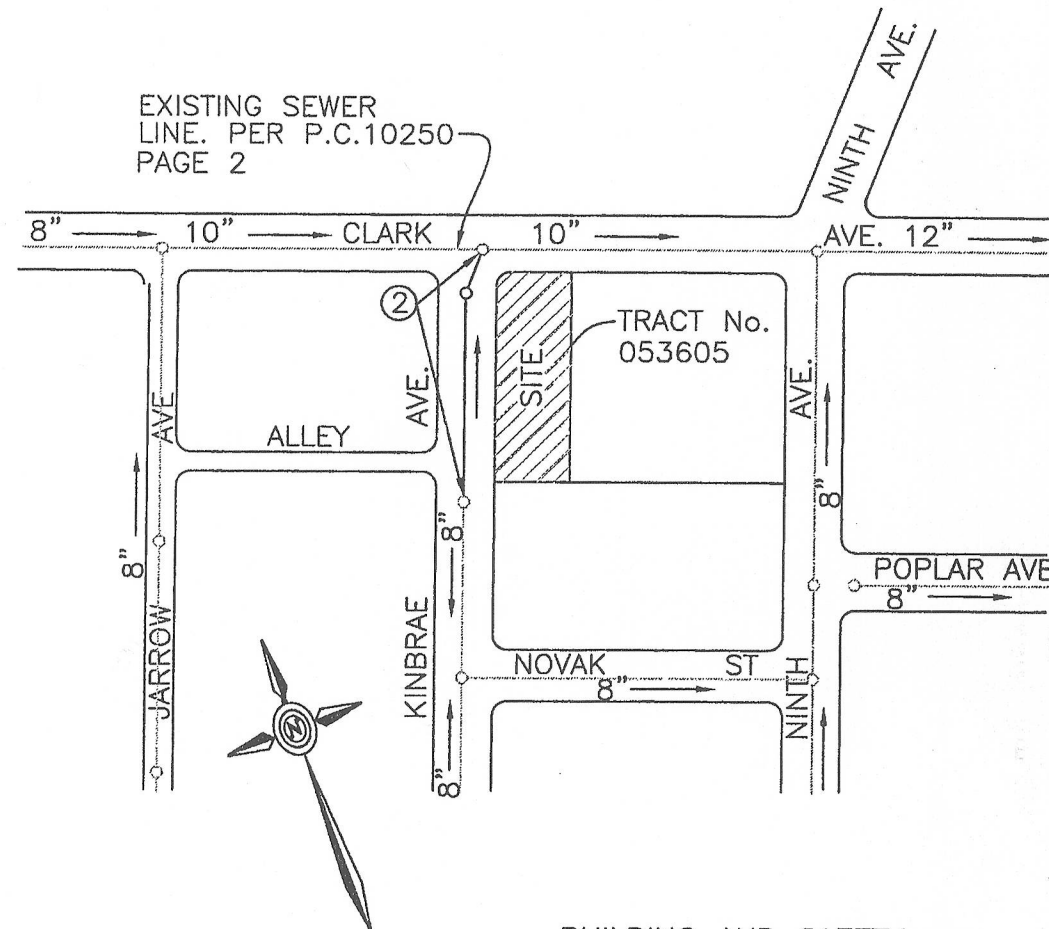 EXISTING SEWER
LINE. PER P.C.10250
PAGE 2
NINTH AVE.
8"
10"
CLARK
10"
AVE. 12"
2
TRACT No.
053605
SITE
AVE
ALLEY
AVE.
AVE.
8"
8"
8"
POPLAR AVE
8"
JARROW
KINBRAE
NOVAK ST
8"
NINTH
8"
N